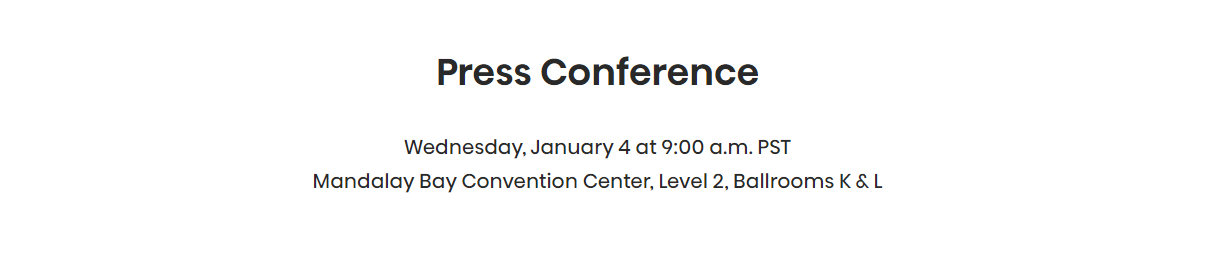 Press Conference
Wednesday, January 4 at 9:00 a.m. PST
Mandalay Bay Convention Center, Level 2, Ballrooms K & L